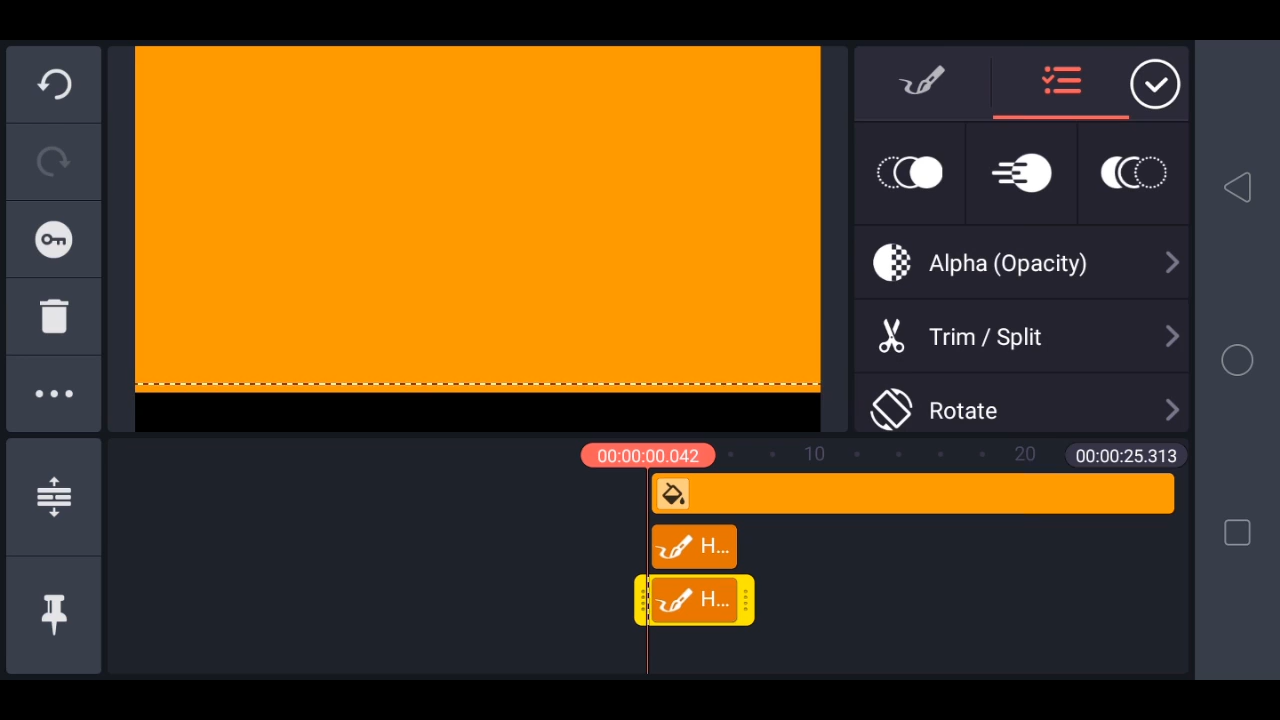 Alpha (Opacity)
Trim / Split
Rotate
00:00:00.042
10
20
00:00:25.313
H...
H...